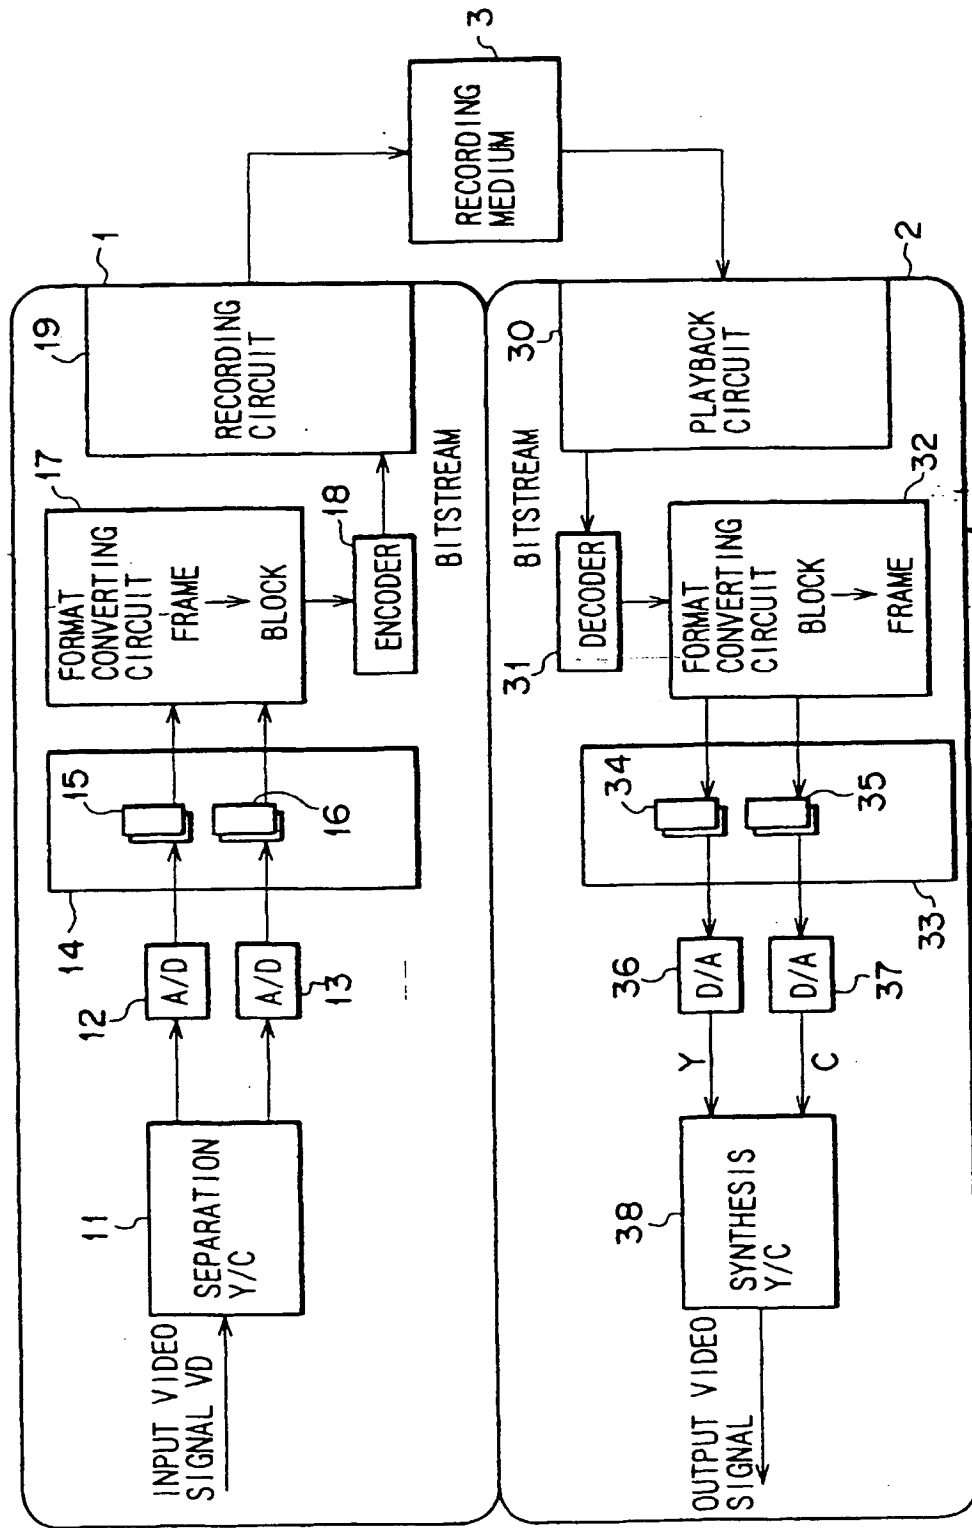 INPUT VIDEO
SIGNAL VD
11
SEPARATION
Y/C
12
A/D
A/D
13
14
15
16
17
FORMAT
CONVERTING
CIRCUIT
FRAME
BLOCK
18
ENCODER
BITSTREAM
19
RECORDING
CIRCUIT
1
3
RECORDING
MEDIUM
2
30
PLAYBACK
CIRCUIT
BITSTREAM
31
DECODER
32
FORMAT
CONVERTING
CIRCUIT
BLOCK
FRAME
33
34
35
36
D/A
D/A
37
Y
C
38
SYNTHESIS
Y/C
OUTPUT VIDEO
SIGNAL